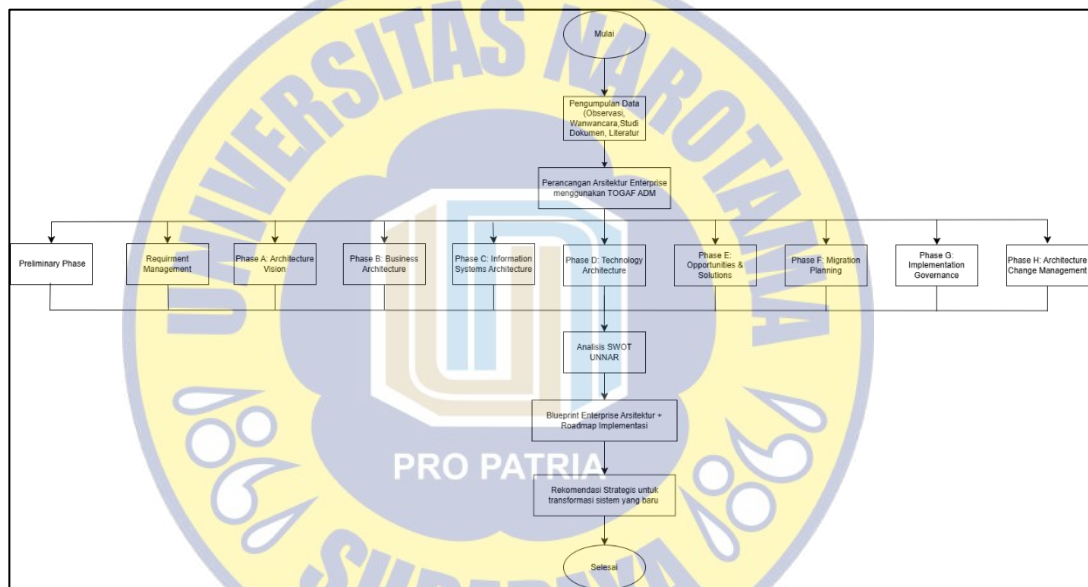 UNIVERSITAS NAROTAMA
Mulai
Pengumpulan Data
(Observasi,
Wanwancara,Studi
Dokumen, Literatur
Perancangan Arsitektur Enterprise
menggunakan TOGAF ADM
Preliminary Phase
Requirment
Management
Phase A: Architecture
Vision
Phase B: Business
Architecture
Phase C: Information
Systems Architecture
Phase D: Technology
Architecture
Phase E:
Opportunities &
Solutions
Phase F: Migration
Planning
Phase G:
Implementation
Governance
Phase H: Architecture
Change Management
Analisis SWOT
UNNAR
Blueprint Enterprise Arsitektur +
Roadmap Implementasi
PRO PATRIA
Rekomendasi Strategis untuk
transformasi sistem yang baru
Selesai
SURABAYA